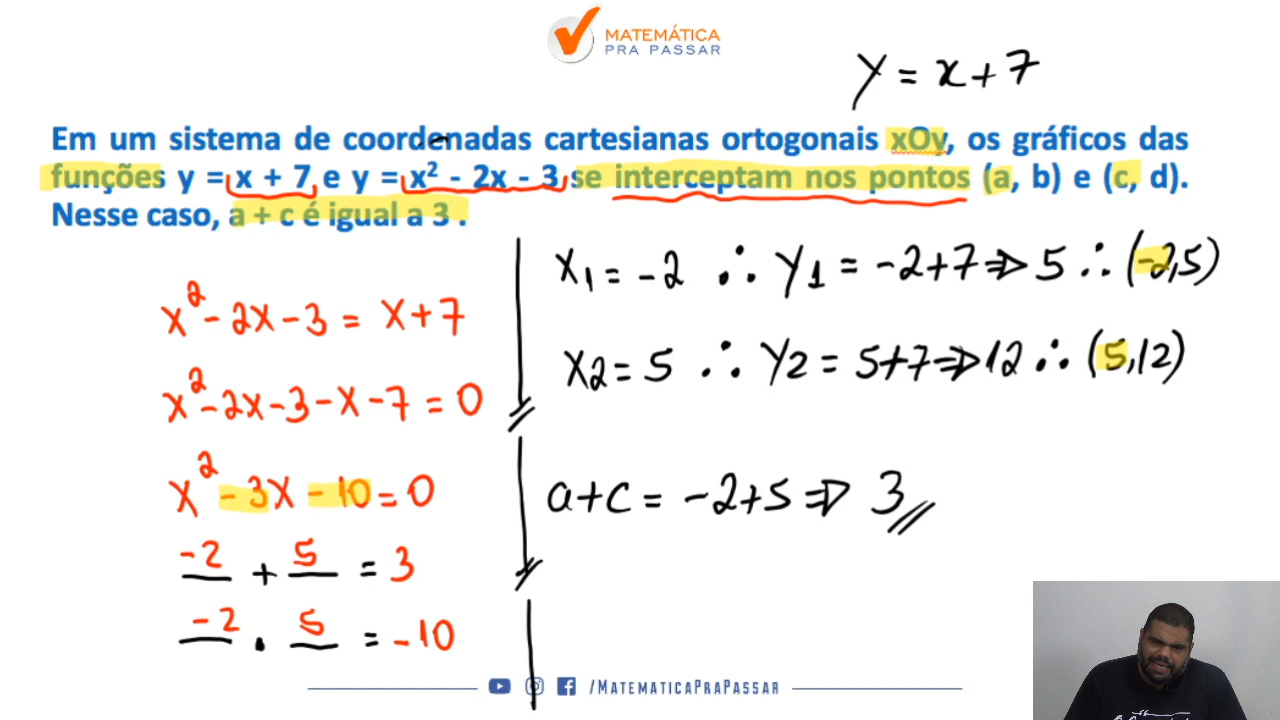 MATEMÁTICA
PRA PASSAR
y = x + 7
Em um sistema de coordenadas cartesianas ortogonais xOy, os gráficos das
funções y = x + 7 e y = x² - 2x - 3 se interceptam nos pontos (a, b) e (c, d).
Nesse caso, a + c é igual a 3 .
x² - 2x - 3 = x + 7
x² - 2x - 3 - x - 7 = 0
x² - 3x - 10 = 0
-2 + 5 = 3
-2 . 5 = -10
x1 = -2 ∴ y1 = -2+7 ⇒ 5 ∴ (-2,5)
x2 = 5 ∴ y2 = 5+7 ⇒ 12 ∴ (5,12)
a+c = -2+5 ⇒ 3
/MATEMATICAPRAPASSAR